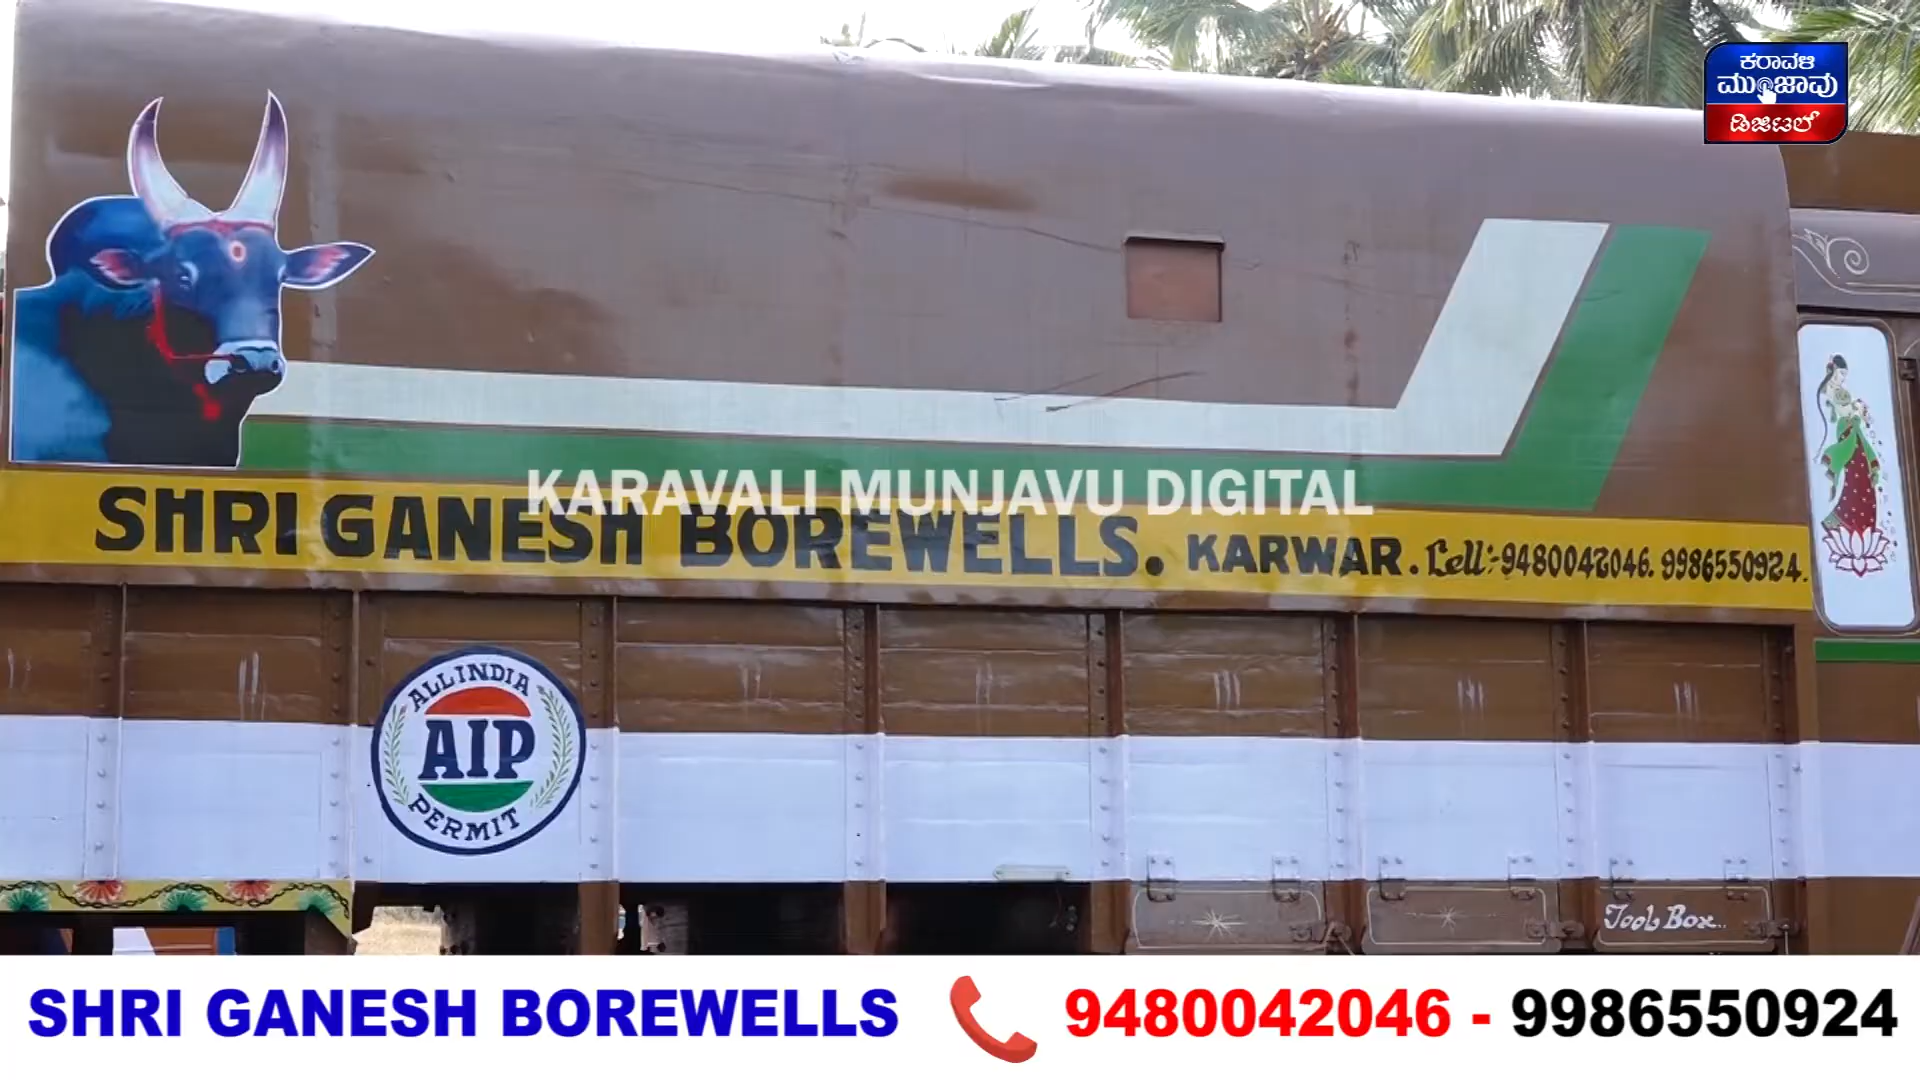 ಕರಾವಳಿ
ಮುಂಜಾವು
ಡಿಜಿಟಲ್
KARAVALI MUNJAVU DIGITAL
SHRI GANESH BOREWELLS. KARWAR. Cell:-9480042046. 9986550924.
ALL INDIA
AIP
PERMIT
Tool Box..
SHRI GANESH BOREWELLS 9480042046 - 9986550924